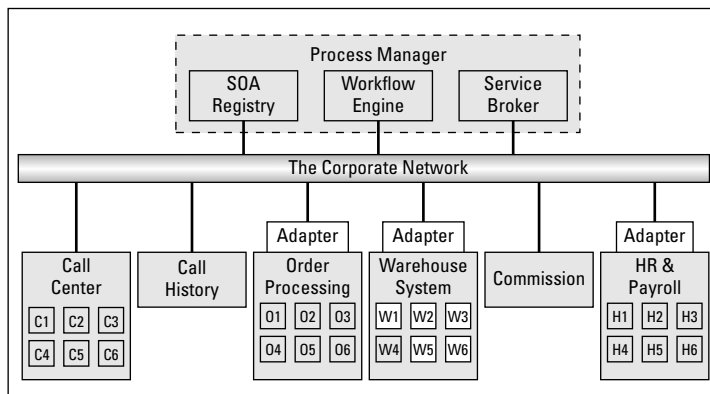 Process Manager
SOA
Registry
Workflow
Engine
Service
Broker
The Corporate Network
Adapter
Adapter
Adapter
Call
Center
C1 C2 C3
C4 C5 C6
Call
History
Order
Processing
O1 O2 O3
O4 O5 O6
Warehouse
System
W1 W2 W3
W4 W5 W6
Commission
HR &
Payroll
H1 H2 H3
H4 H5 H6